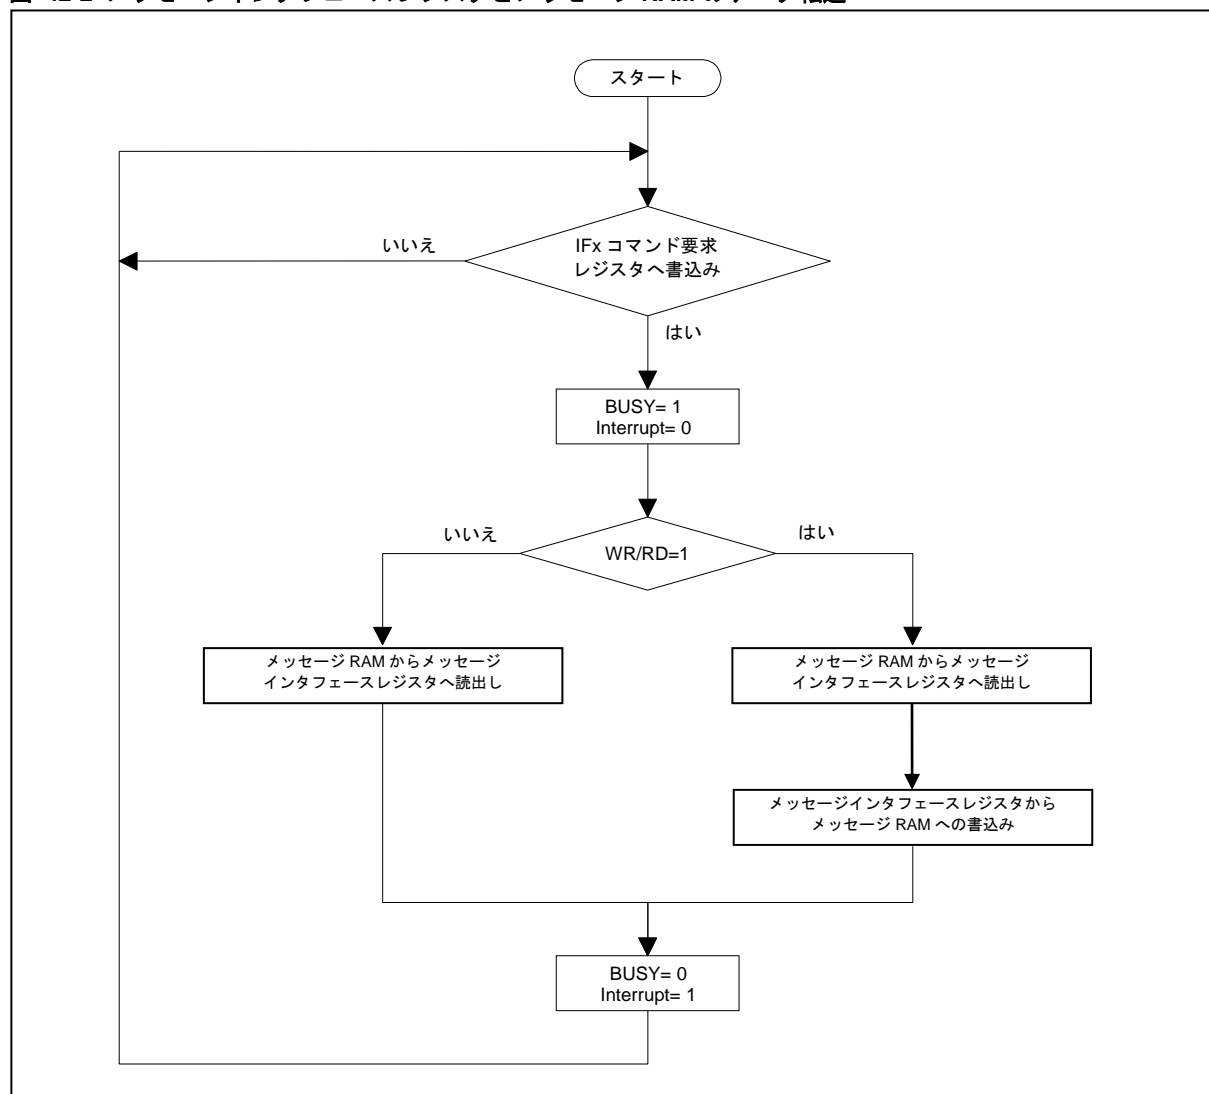 RAM
スタート
いいえ
IFx コマンド要求
レジスタへ書込み
はい
BUSY= 1
Interrupt= 0
いいえ
はい
WR/RD=1
メッセージ RAM からメッセージ
インタフェースレジスタへ読出し
メッセージ RAM からメッセージ
インタフェースレジスタへ読出し
メッセージインタフェースレジスタから
メッセージ RAM への書込み
BUSY= 0
Interrupt= 1